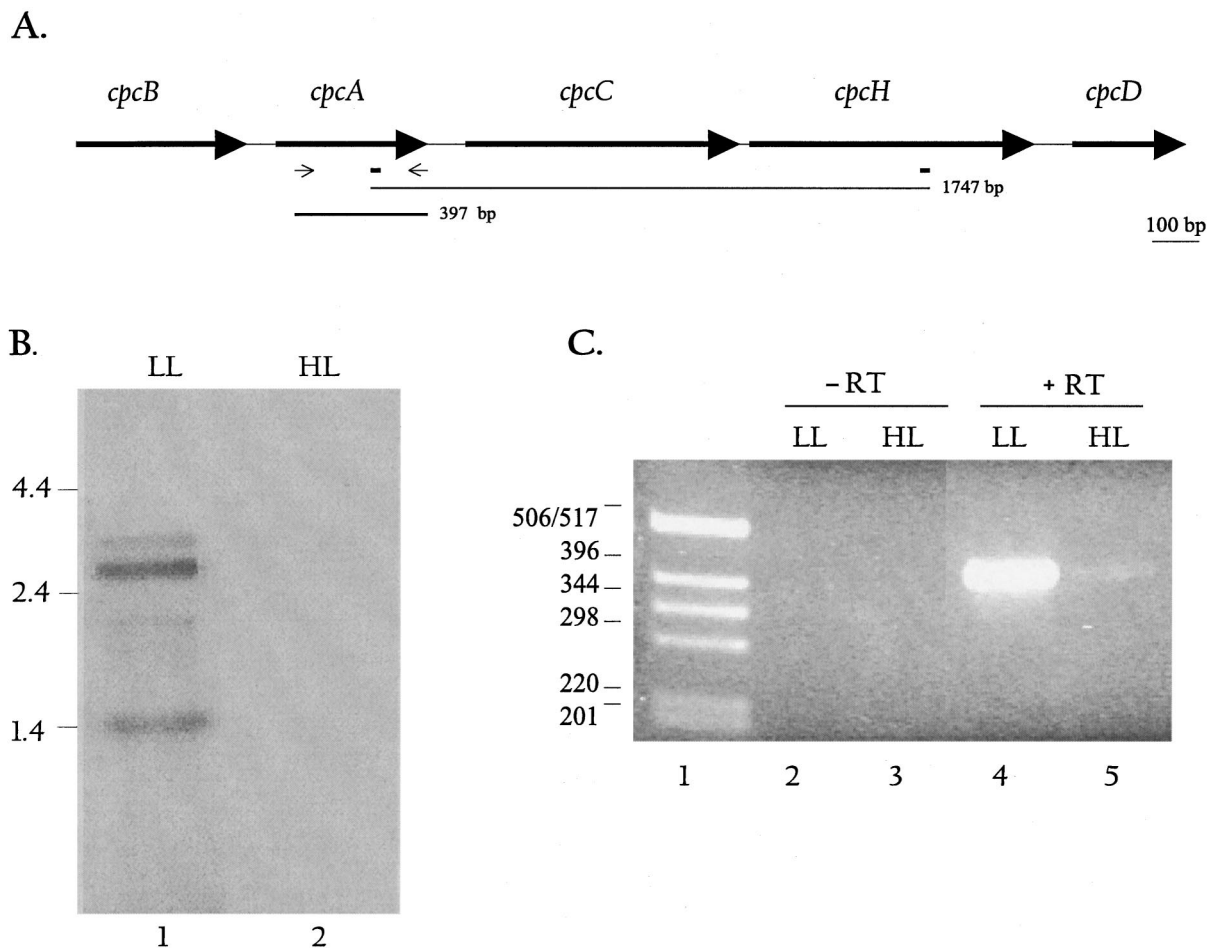 A.
cpcB cpcA cpcC cpcH cpcD
1747 bp
397 bp
100 bp
B.
LL HL
4.4
2.4
1.4
1 2
C.
– RT + RT
LL HL LL HL
506/517
396
344
298
220
201
1 2 3 4 5